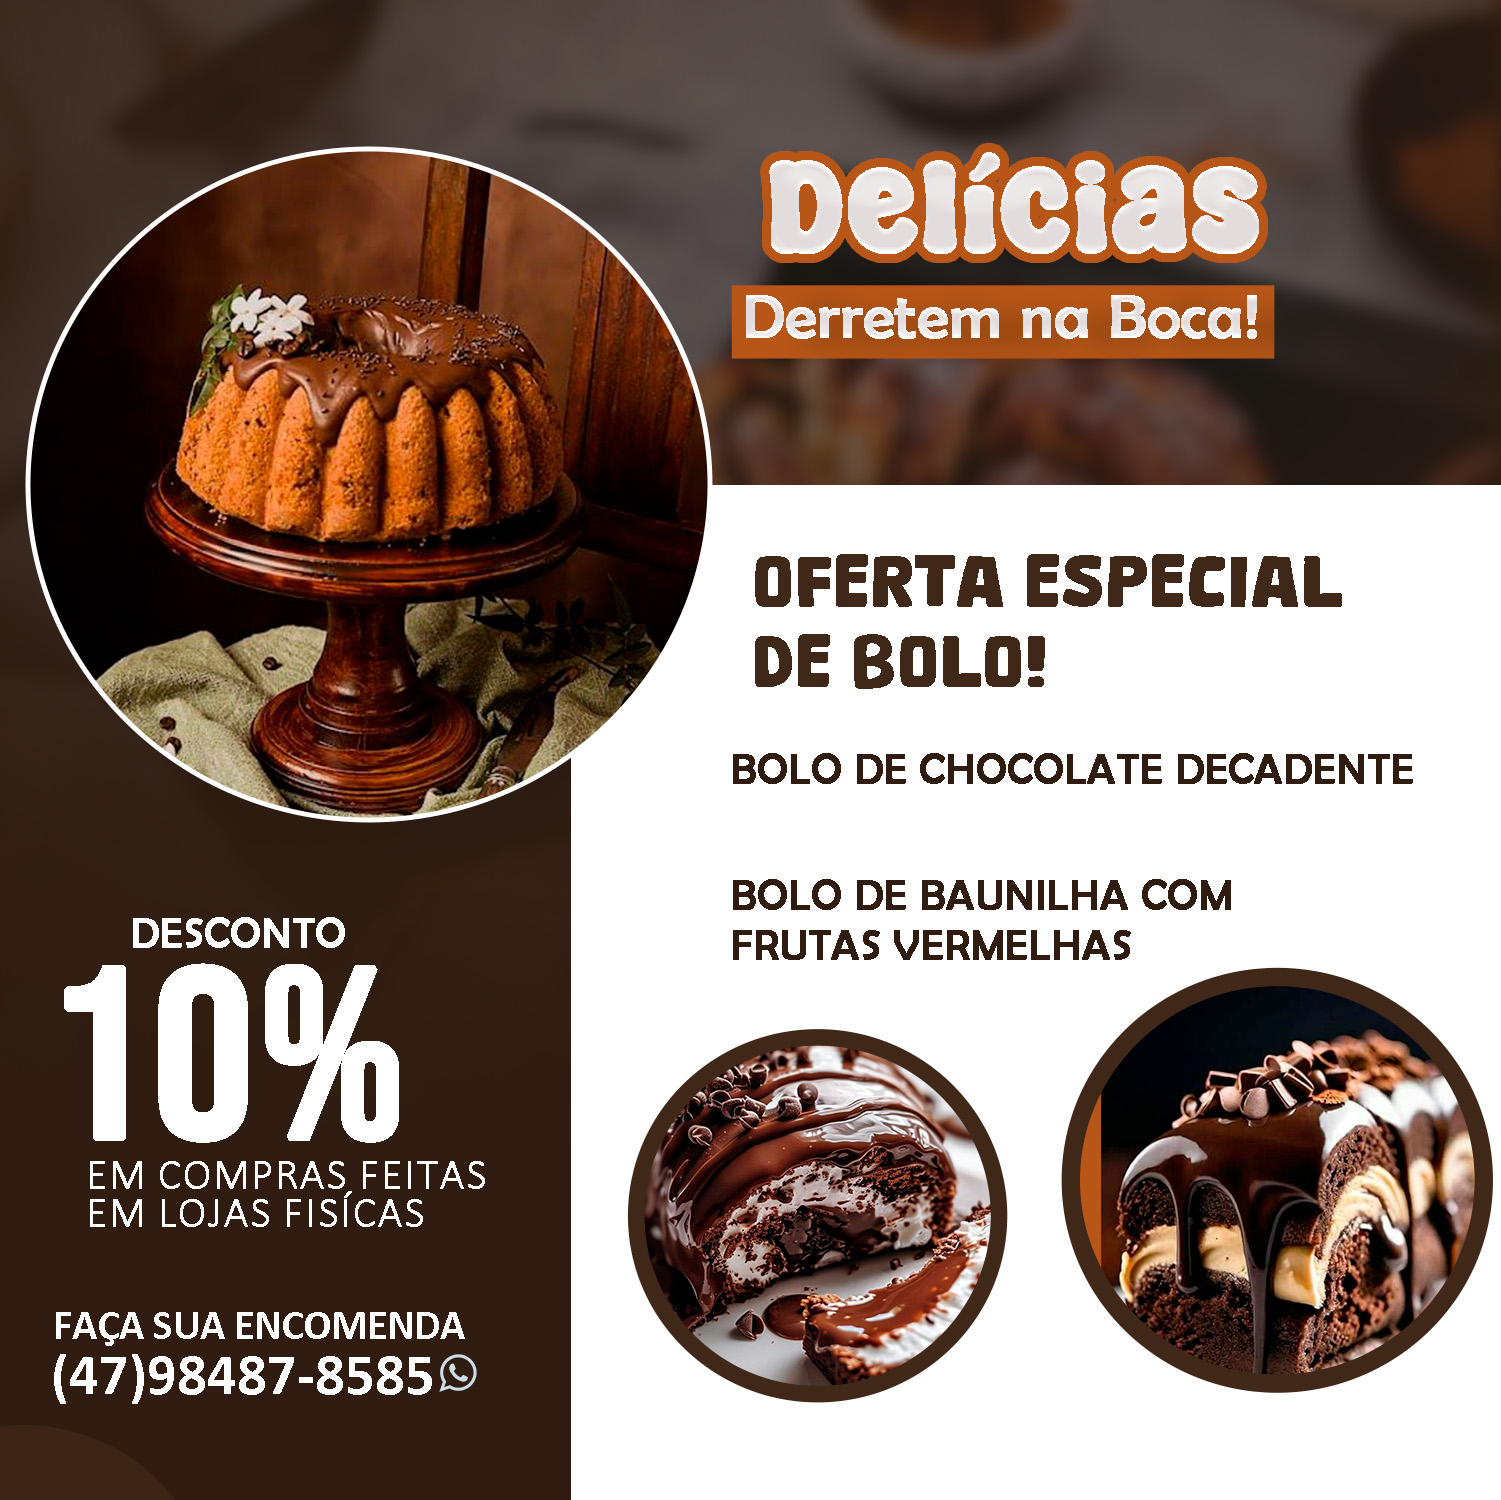 Delícias
Derretem na Boca!
OFERTA ESPECIAL
DE BOLO!
BOLO DE CHOCOLATE DECADENTE
BOLO DE BAUNILHA COM
FRUTAS VERMELHAS
DESCONTO
10%
EM COMPRAS FEITAS
EM LOJAS FISÍCAS
FAÇA SUA ENCOMENDA
(47)98487-8585